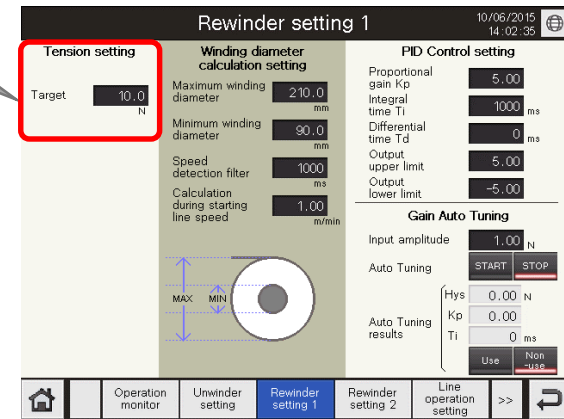 Rewinder setting 1
10/06/2015
14:02:35
Tension setting
Target
10.0
N
Winding diameter
calculation setting
Maximum winding
diameter
210.0
mm
Minimum winding
diameter
90.0
mm
Speed
detection filter
1000
ms
Calculation
during starting
line speed
1.00
m/min
MAX
MIN
PID Control setting
Proportional
gain Kp
5.00
Integral
time Ti
1000 ms
Differential
time Td
0 ms
Output
upper limit
5.00
Output
lower limit
-5.00
Gain Auto Tuning
Input amplitude
1.00 N
Auto Tuning
START
STOP
Auto Tuning
results
Hys
0.00 N
Kp
0.00
Ti
0 ms
Use
Non
-use
Operation
monitor
Unwinder
setting
Rewinder
setting 1
Rewinder
setting 2
Line
operation
setting
>>